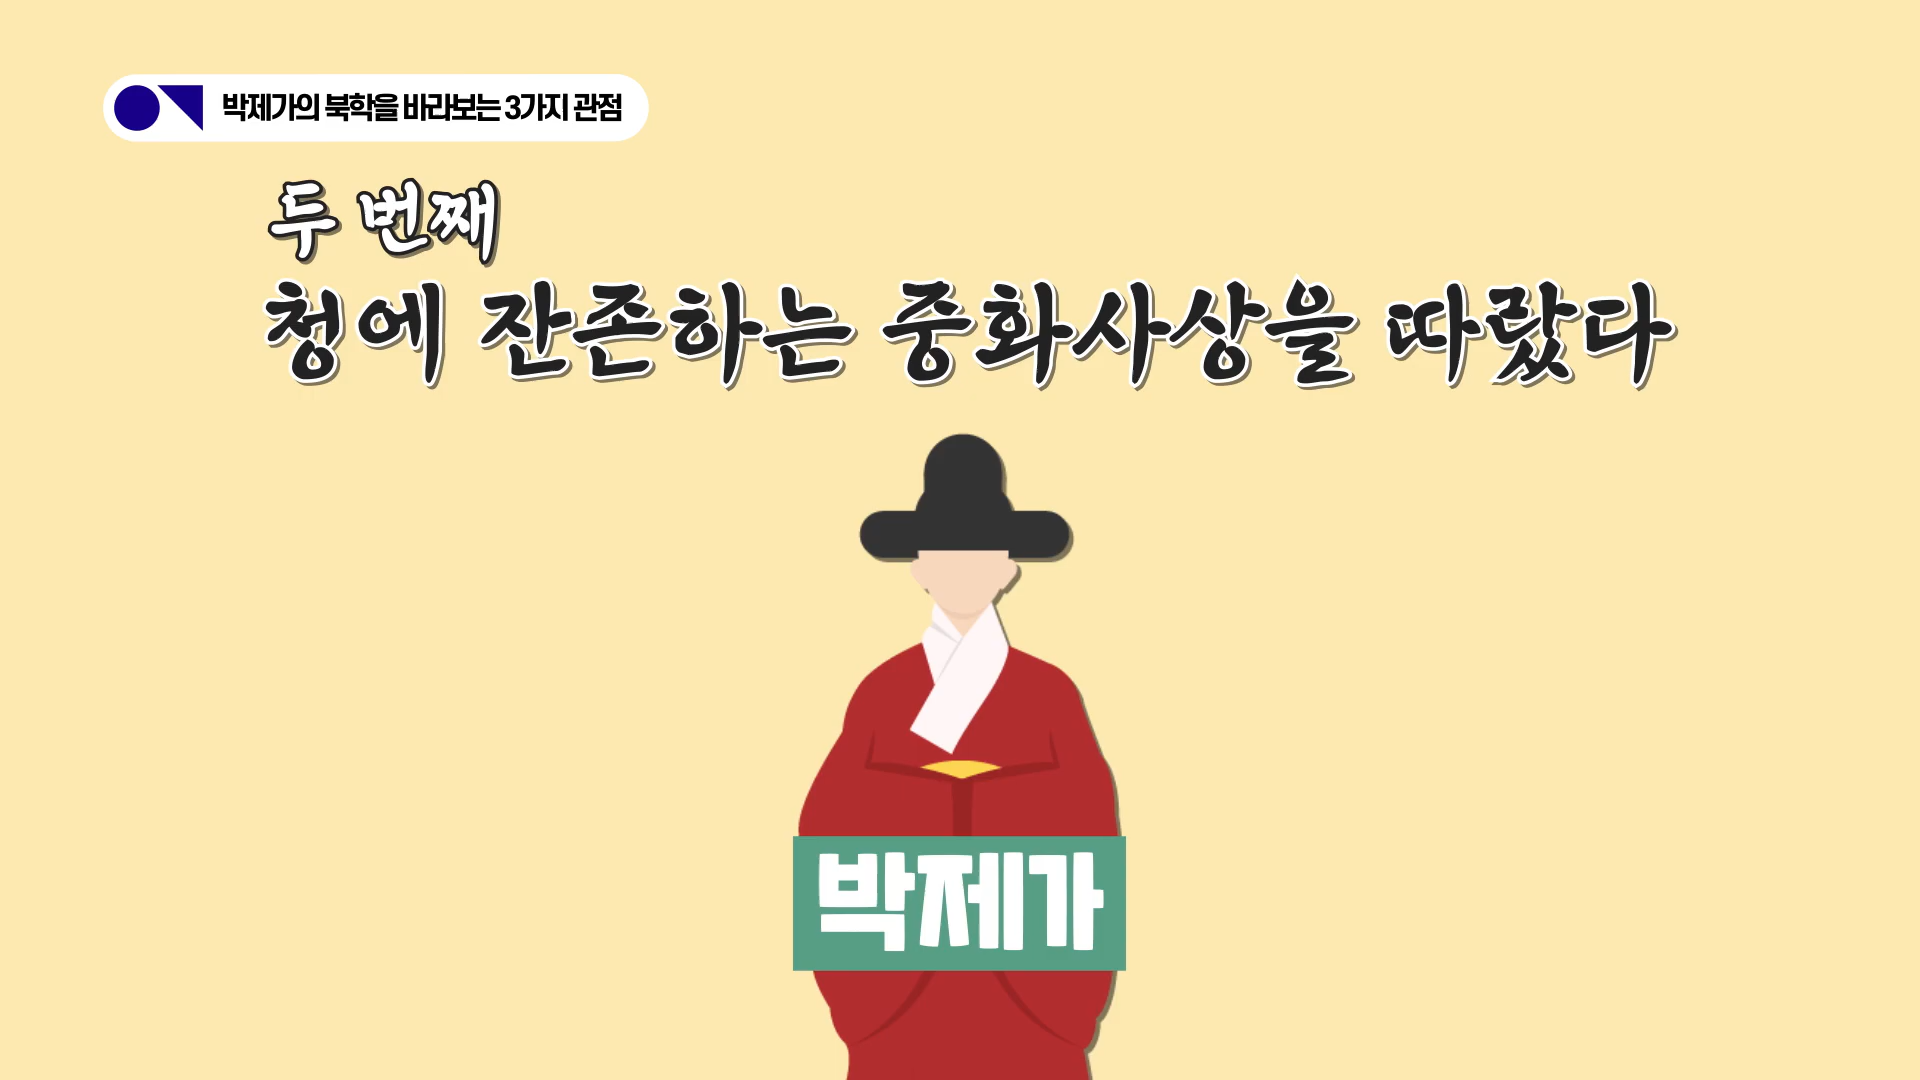 박제가의 북학을 바라보는 3가지 관점
두 번째
청에 잔존하는 중화사상을 따랐다
박제가